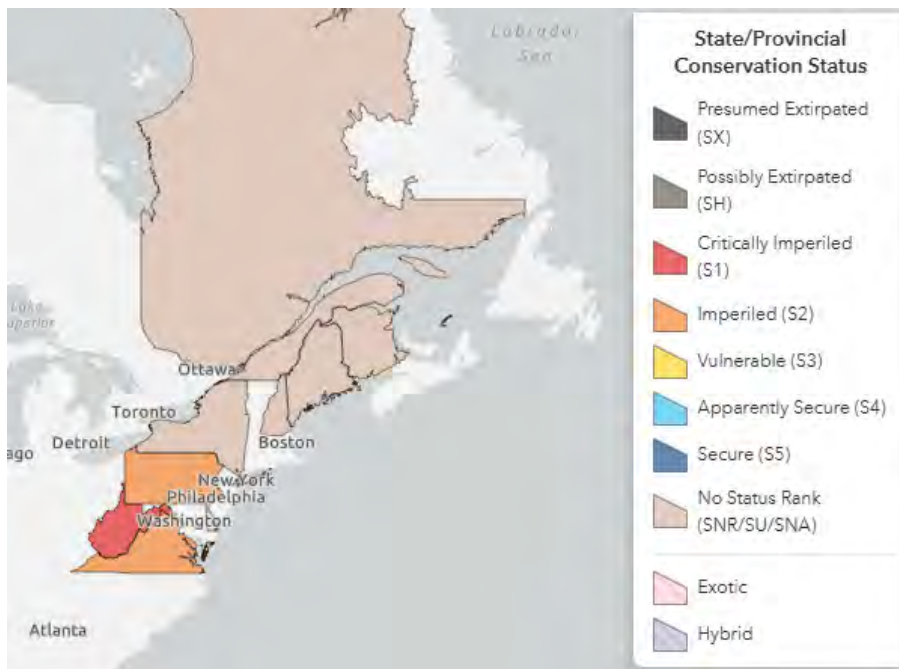 Labrador
Sea
Lake
Superior
Ottawa
Toronto
Detroit
Boston
ago
New York
Philadelphia
Washington
Atlanta
State/Provincial
Conservation Status
Presumed Extirpated
(SX)
Possibly Extirpated
(SH)
Critically Imperiled
(S1)
Imperiled (S2)
Vulnerable (S3)
Apparently Secure (S4)
Secure (S5)
No Status Rank
(SNR/SU/SNA)
Exotic
Hybrid